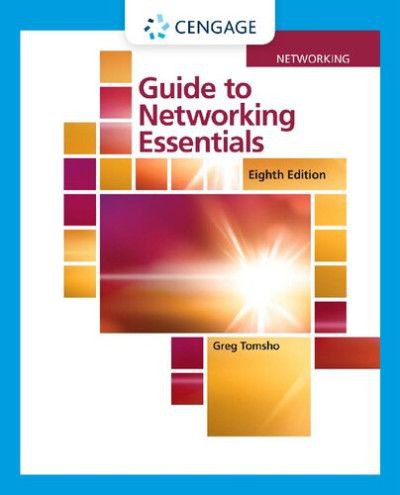 CENGAGE
NETWORKING
Guide to
Networking
Essentials
Eighth Edition
Greg Tomsho